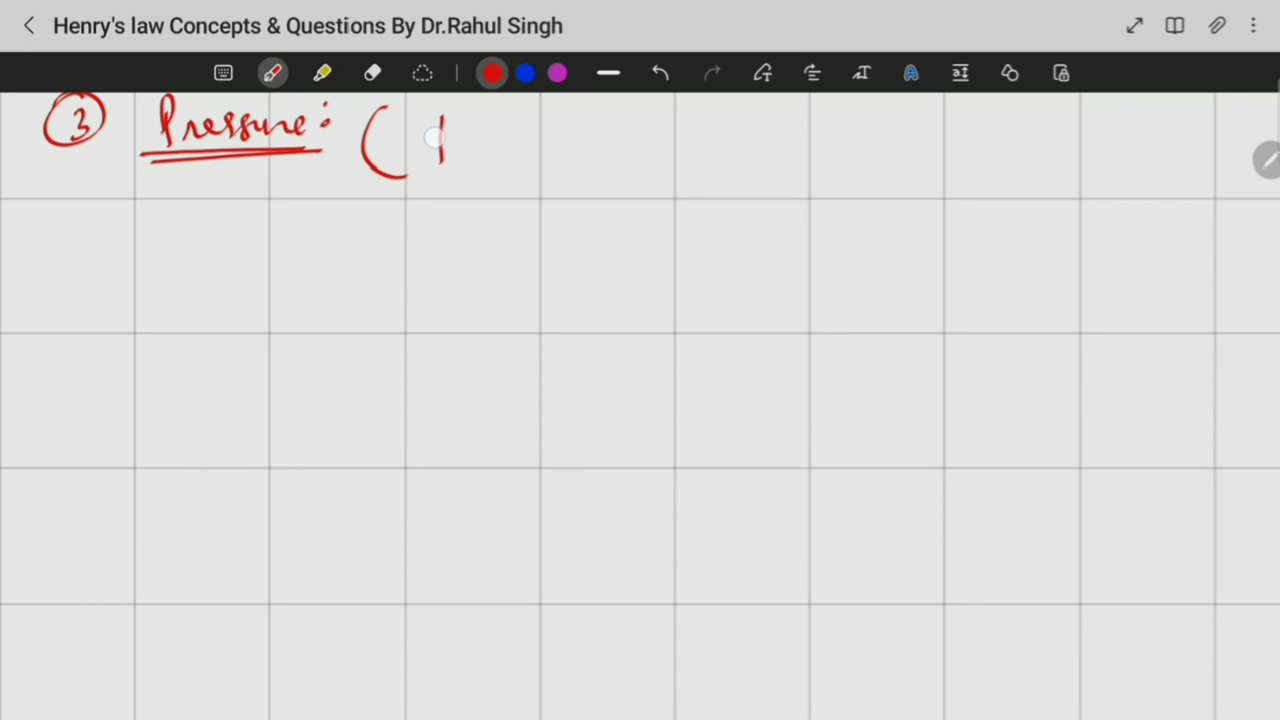 Henry's law Concepts & Questions By Dr.Rahul Singh
3 Pressure : (